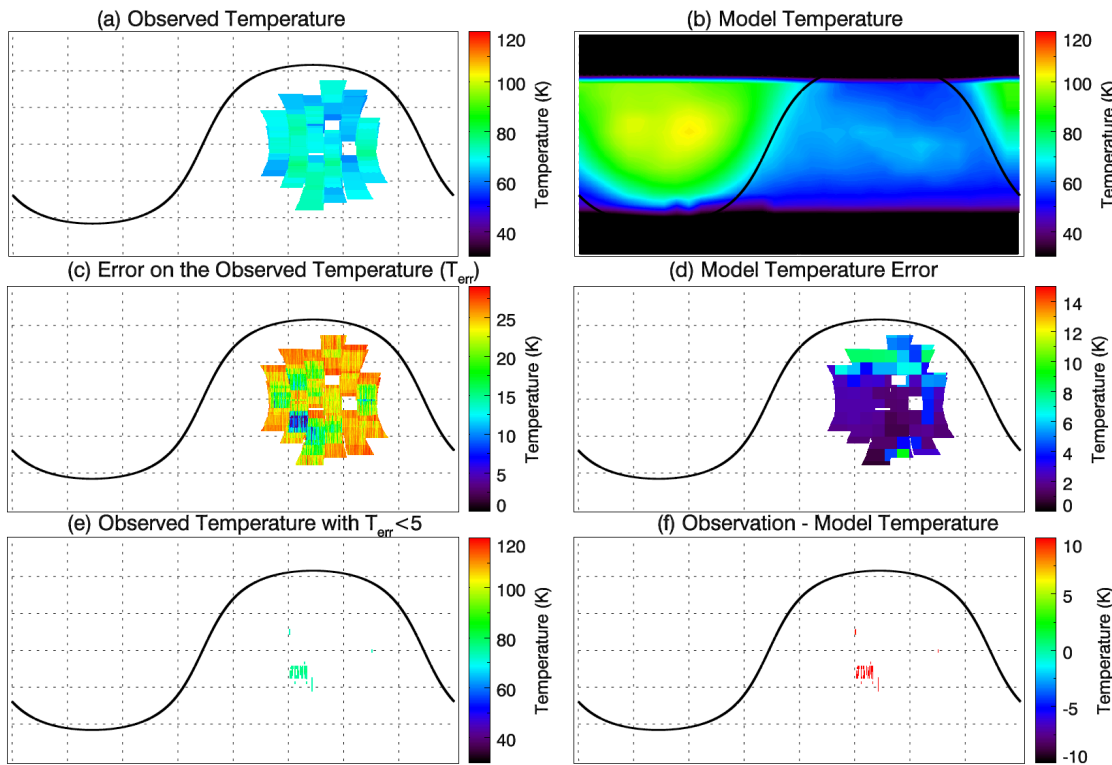 (a) Observed Temperature
120
100
80
60
40
Temperature (K)
(b) Model Temperature
120
100
80
60
40
Temperature (K)
(c) Error on the Observed Temperature (Terr)
25
20
15
10
5
0
Temperature (K)
(d) Model Temperature Error
14
12
10
8
6
4
2
0
Temperature (K)
(e) Observed Temperature with Terr<5
120
100
80
60
40
Temperature (K)
(f) Observation - Model Temperature
10
5
0
-5
-10
Temperature (K)